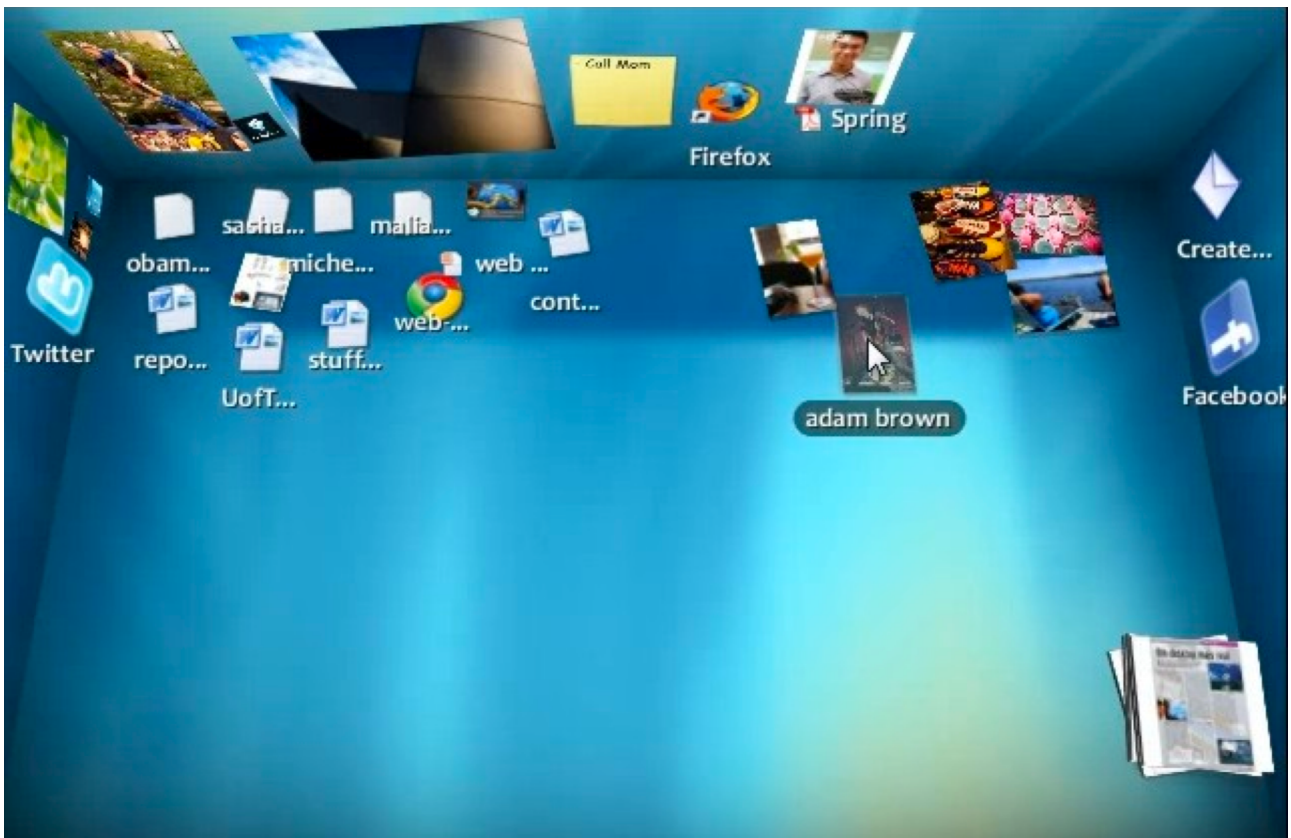 Call Mom
Spring
Firefox
Create...
Facebook
Twitter
sasha...
malia...
obam...
miche...
web ...
cont...
web-...
repo...
stuff...
UofT...
adam brown